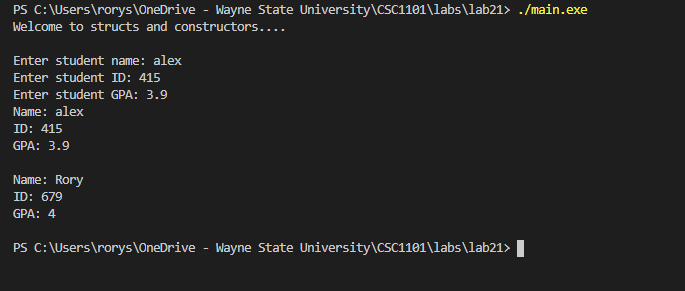 PS C:\Users\rorys\OneDrive - Wayne State University\CSC1101\labs\lab21> ./main.exe
Welcome to structs and constructors....
Enter student name: alex
Enter student ID: 415
Enter student GPA: 3.9
Name: alex
ID: 415
GPA: 3.9
Name: Rory
ID: 679
GPA: 4
PS C:\Users\rorys\OneDrive - Wayne State University\CSC1101\labs\lab21>